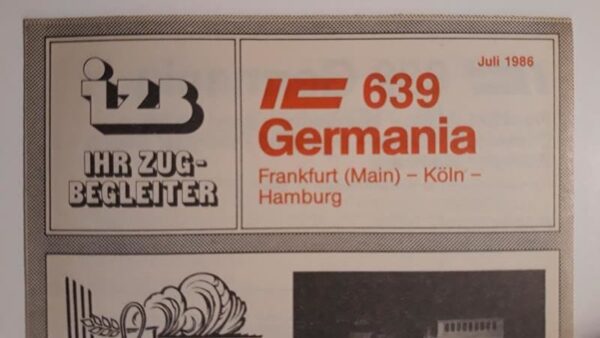 izb
IHR ZUG-
BEGLEITER
Juli 1986
IC 639
Germania
Frankfurt (Main) – Köln –
Hamburg